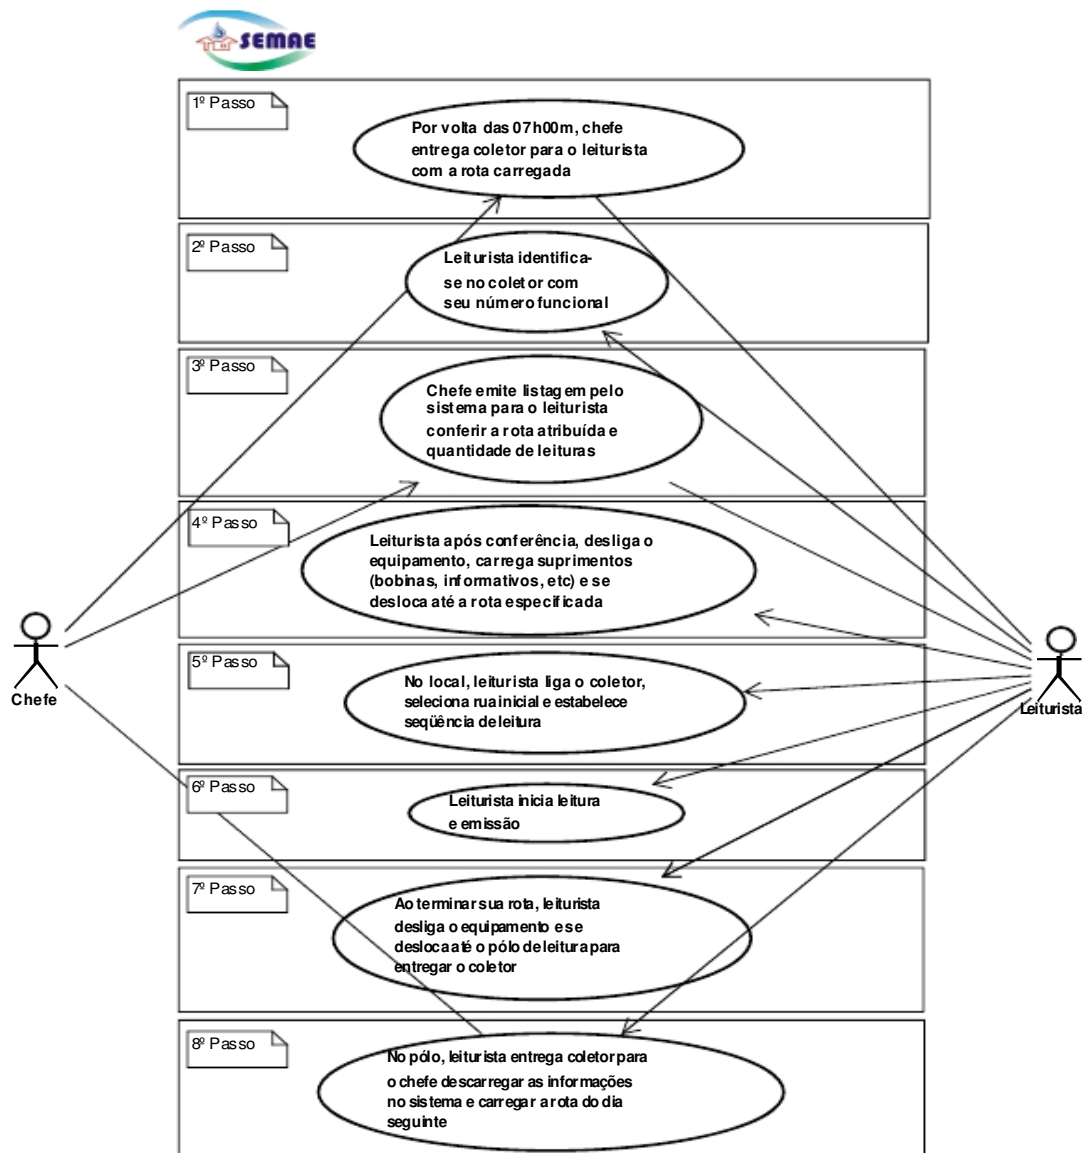 SEMAE
1º Passo
Por volta das 07h00m, chefe
entrega coletor para o leiturista
com a rota carregada
2º Passo
Leiturista identifica-
se no coletor com
seu número funcional
3º Passo
Chefe emite listagem pelo
sistema para o leiturista
conferir a rota atribuída e
quantidade de leituras
4º Passo
Leiturista após conferência, desliga o
equipamento, carrega suprimentos
(bobinas, informativos, etc) e se
desloca até a rota especificada
Chefe
5º Passo
No local, leiturista liga o coletor,
seleciona rua inicial e estabelece
seqüência de leitura
Leiturista
6º Passo
Leiturista inicia leitura
e emissão
7º Passo
Ao terminar sua rota, leiturista
desliga o equipamento e se
desloca até o pólo de leitura para
entregar o coletor
8º Passo
No pólo, leiturista entrega coletor para
o chefe descarregar as informações
no sistema e carregar a rota do dia
seguinte